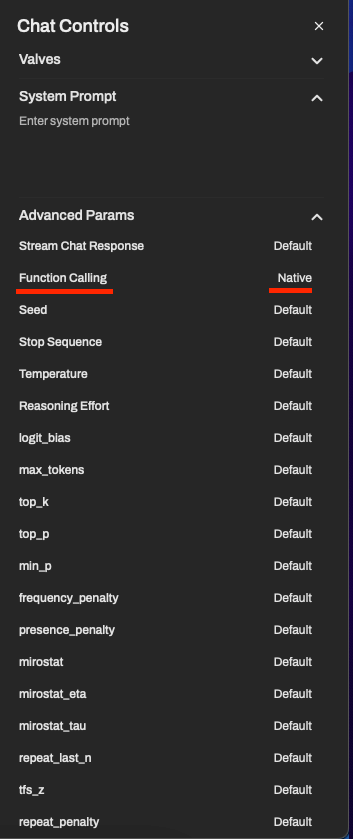 Chat Controls ×
Valves
System Prompt
Enter system prompt
Advanced Params
Stream Chat Response Default
Function Calling Native
Seed Default
Stop Sequence Default
Temperature Default
Reasoning Effort Default
logit_bias Default
max_tokens Default
top_k Default
top_p Default
min_p Default
frequency_penalty Default
presence_penalty Default
mirostat Default
mirostat_eta Default
mirostat_tau Default
repeat_last_n Default
tfs_z Default
repeat_penalty Default